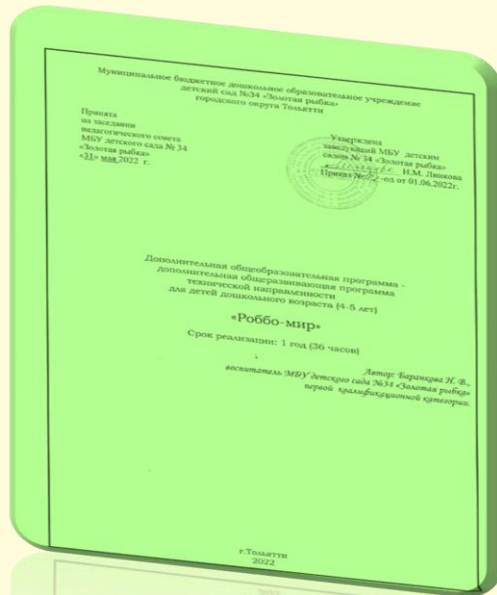 Муниципальное бюджетное дошкольное образовательное учреждение
детский сад №34 «Золотая рыбка»
городского округа Тольятти
Принята
на заседании
педагогического совета
МБУ детского сада № 34
«Золотая рыбка»
«31» мая 2022 г.
Утверждена
заведующий МБУ детским
садом № 34 «Золотая рыбка»
Н.М. Линкова
Приказ № -од от 01.06.2022г.
Дополнительная общеобразовательная программа -
дополнительная общеразвивающая программа
технической направленности
для детей дошкольного возраста (4-5 лет)
«Роббо-мир»
Срок реализации: 1 год (36 часов)
Автор: Баранкова Н. В.,
воспитатель МБУ детского сада №34 «Золотая рыбка»
первой квалификационной категории.
г.Тольятти
2022